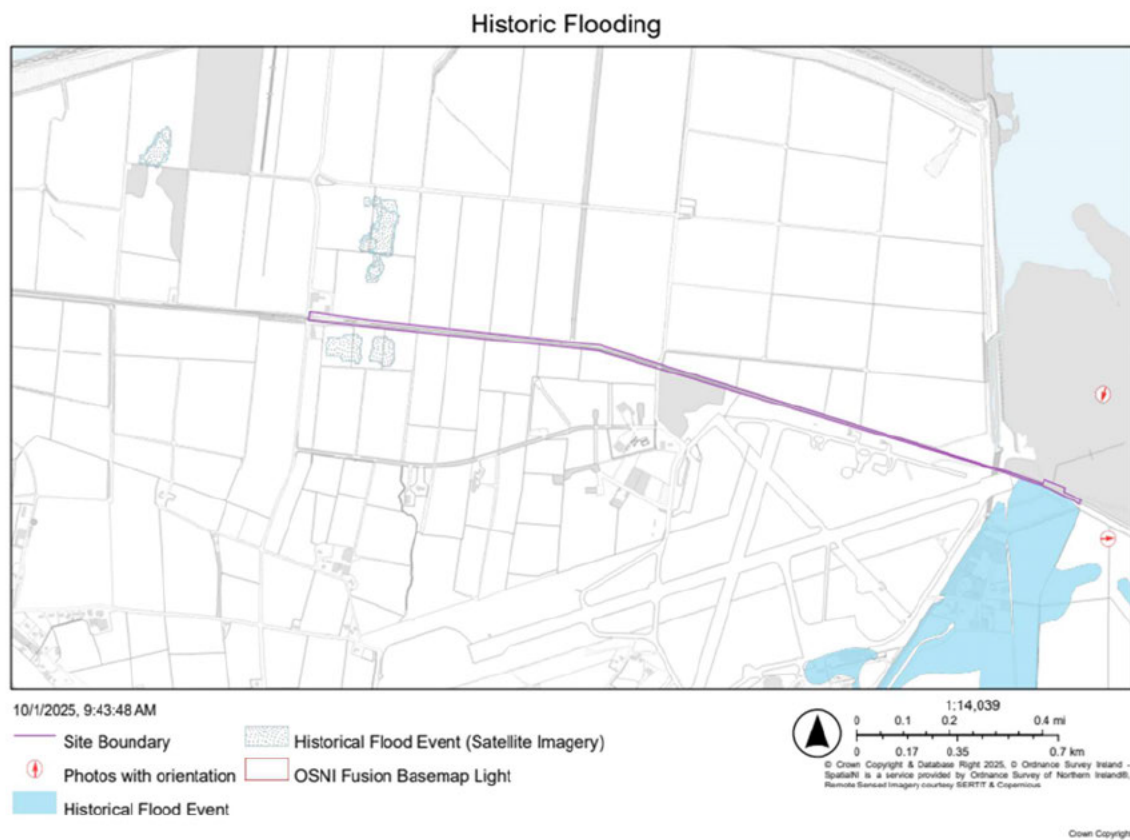 Historic Flooding
10/1/2025, 9:43:48 AM
Site Boundary
Photos with orientation
Historical Flood Event
Historical Flood Event (Satellite Imagery)
OSNI Fusion Basemap Light
1:14,039
0 0.1 0.2 0.4 mi
0 0.17 0.35 0.7 km
© Crown Copyright & Database Right 2025, © Ordnance Survey Ireland -
SpatialNI is a service provided by Ordnance Survey of Northern Ireland®,
Remote Sensed Imagery courtesy SERTIT & Copernicus
Crown Copyright